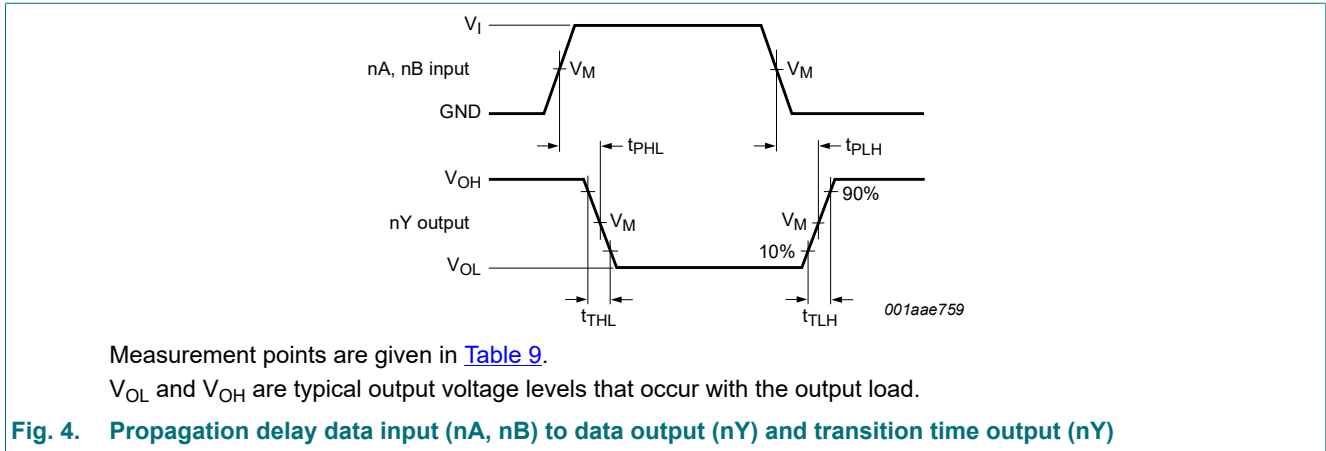 V_I
nA, nB input
V_M
V_M
GND
t_PHL
t_PLH
V_OH
90%
nY output
V_M
V_M
10%
V_OL
t_THL
t_TLH
001aae759
Measurement points are given in Table 9.
V_OL and V_OH are typical output voltage levels that occur with the output load.
Fig. 4. Propagation delay data input (nA, nB) to data output (nY) and transition time output (nY)